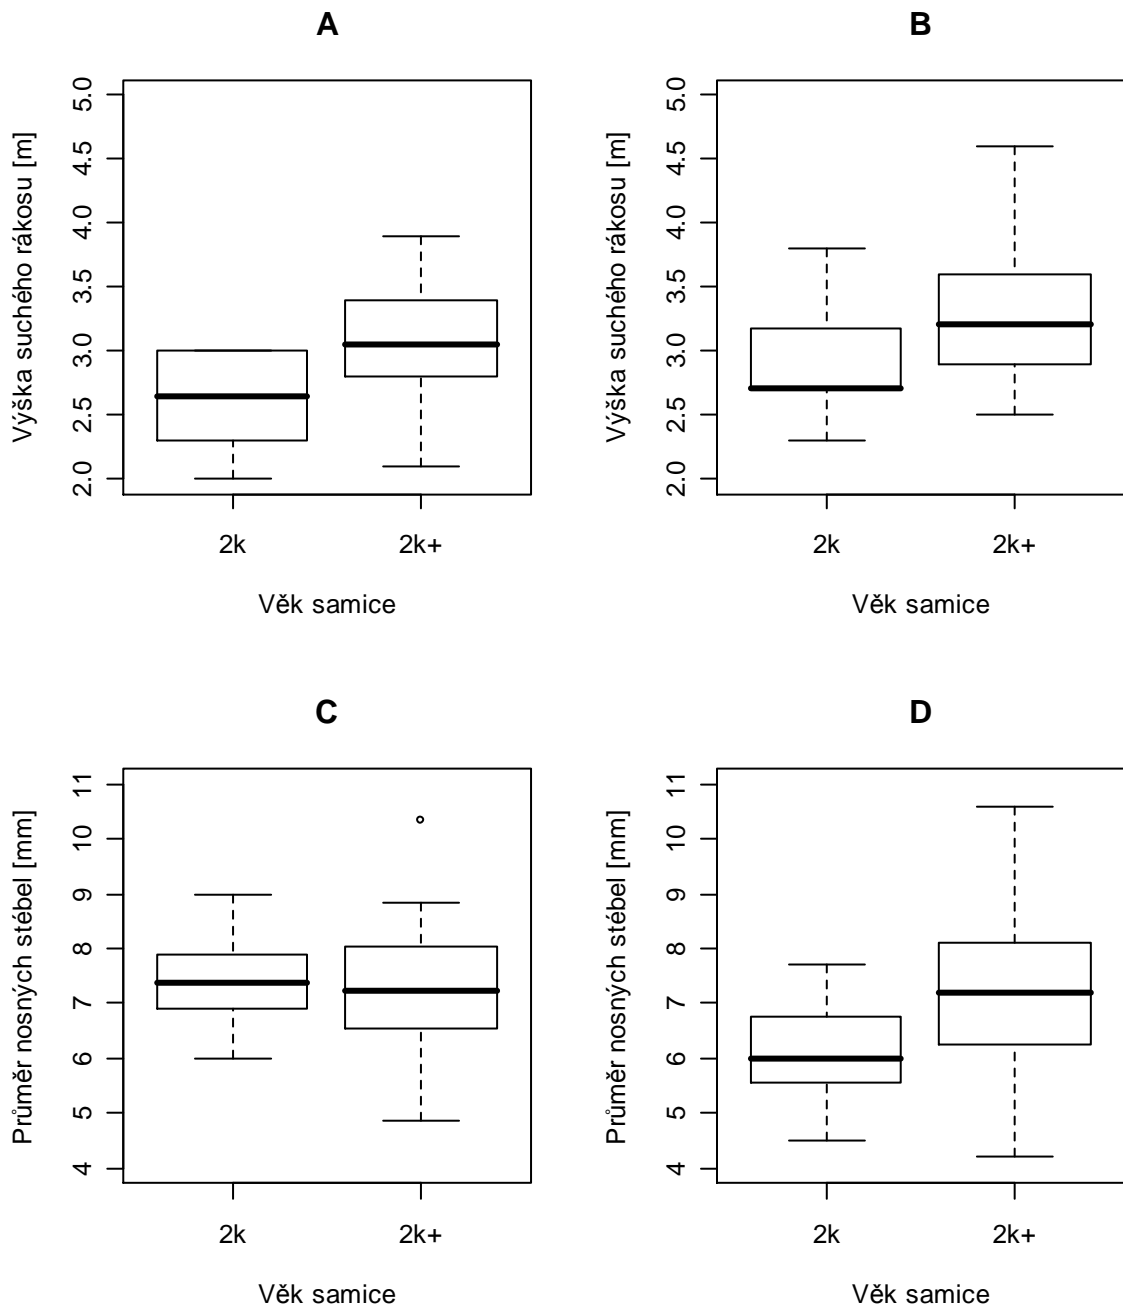 A
Výška suchého rákosu [m]
5.0
4.5
4.0
3.5
3.0
2.5
2.0
2k 2k+
Věk samice
B
Výška suchého rákosu [m]
5.0
4.5
4.0
3.5
3.0
2.5
2.0
2k 2k+
Věk samice
C
Průměr nosných stébel [mm]
11
10
9
8
7
6
5
4
2k 2k+
Věk samice
D
Průměr nosných stébel [mm]
11
10
9
8
7
6
5
4
2k 2k+
Věk samice